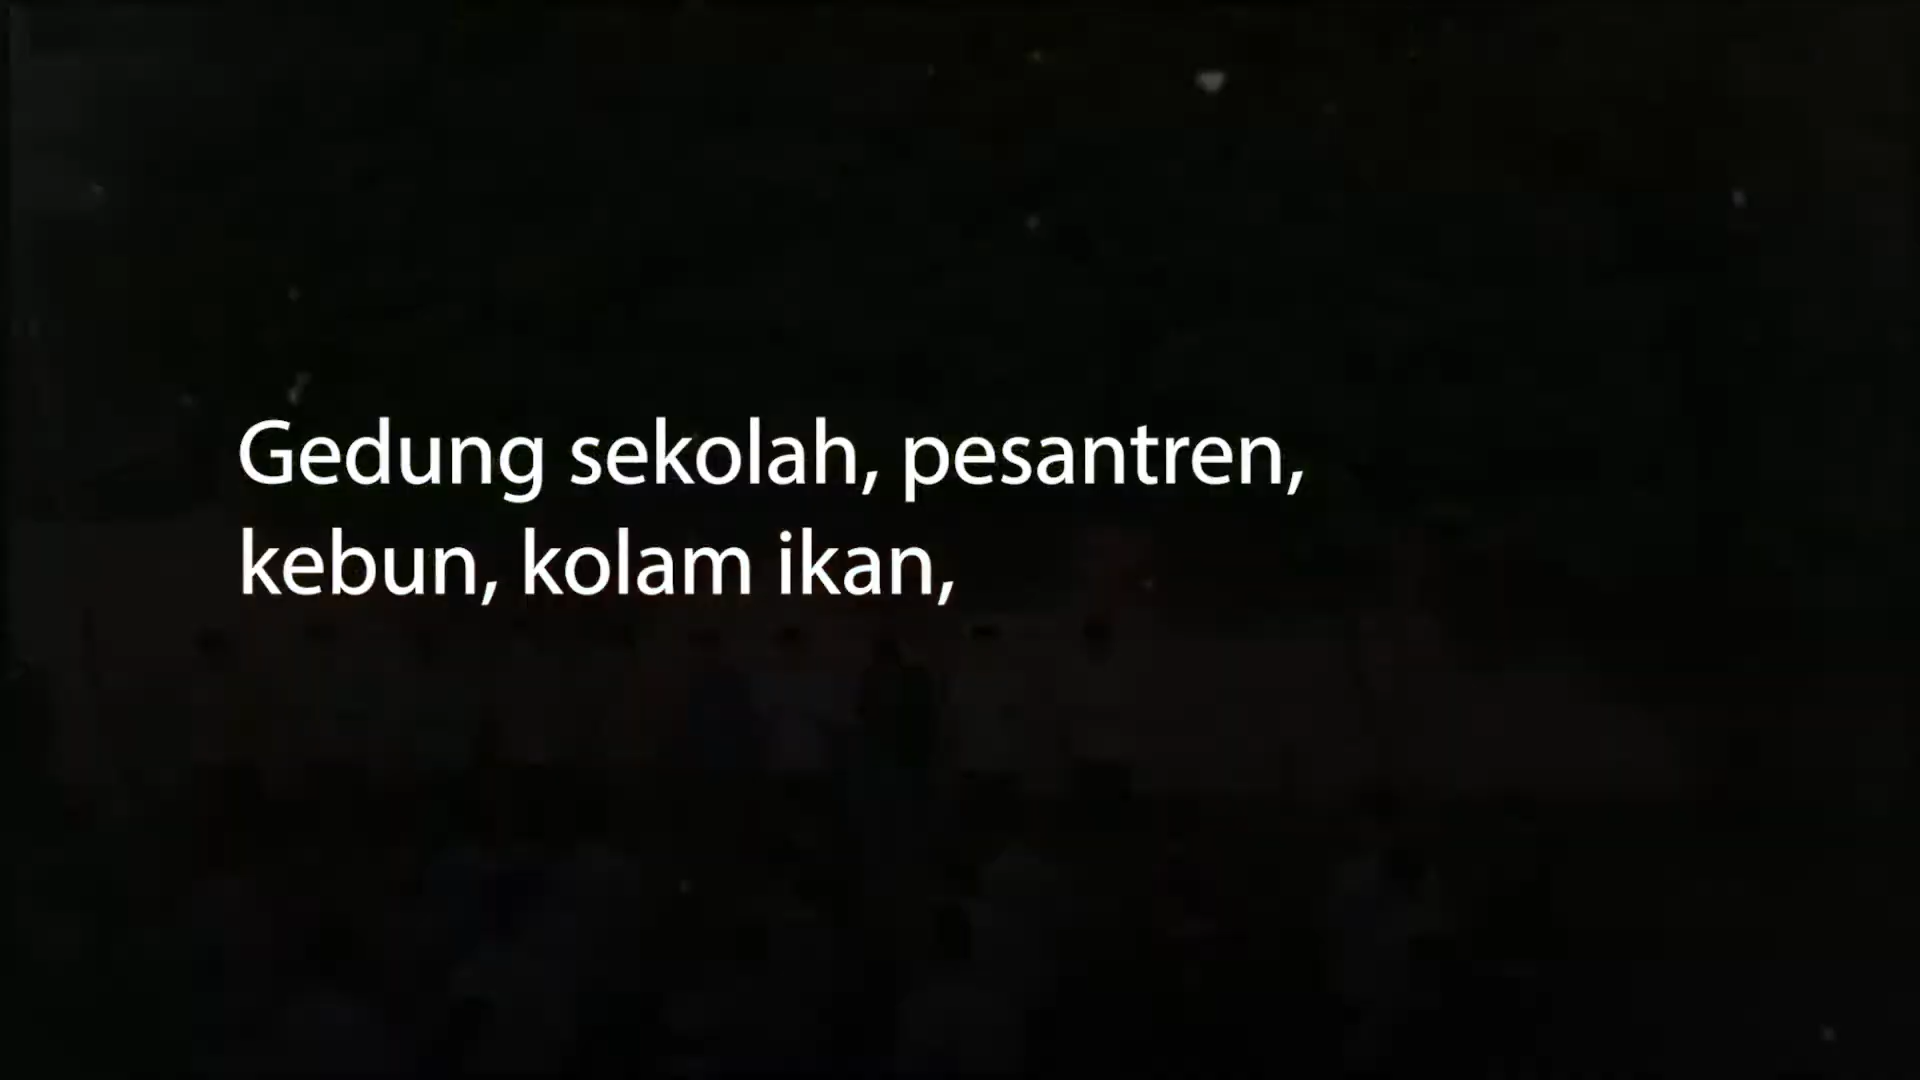 Gedung sekolah, pesantren,
kebun, kolam ikan,